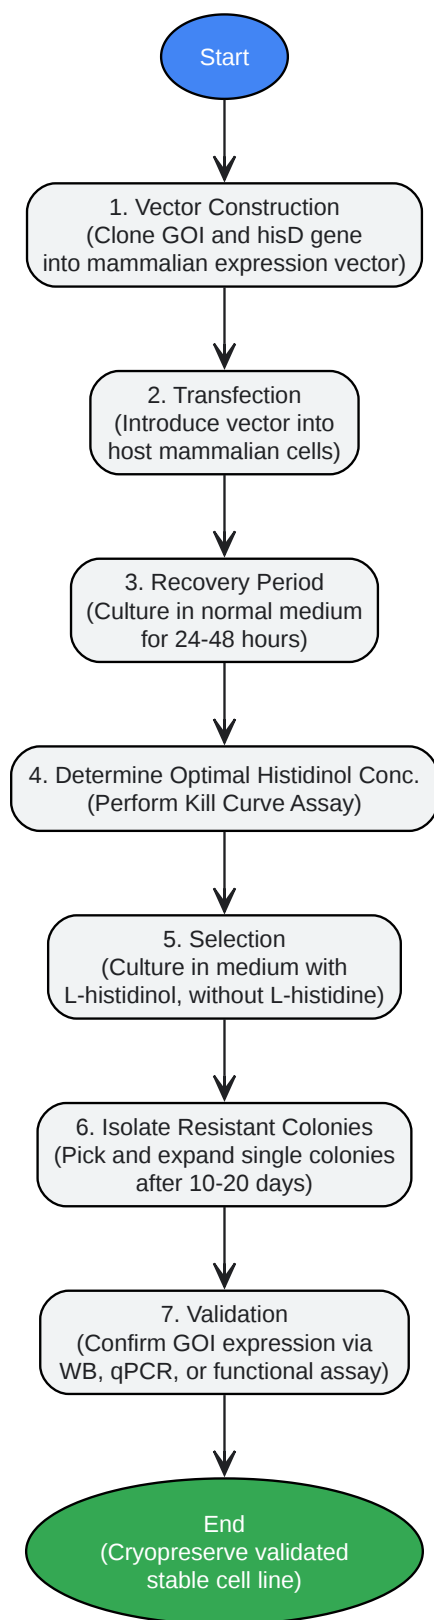 Start
1. Vector Construction
(Clone GOI and hisD gene
into mammalian expression vector)
2. Transfection
(Introduce vector into
host mammalian cells)
3. Recovery Period
(Culture in normal medium
for 24-48 hours)
4. Determine Optimal Histidinol Conc.
(Perform Kill Curve Assay)
5. Selection
(Culture in medium with
L-histidinol, without L-histidine)
6. Isolate Resistant Colonies
(Pick and expand single colonies
after 10-20 days)
7. Validation
(Confirm GOI expression via
WB, qPCR, or functional assay)
End
(Cryopreserve validated
stable cell line)